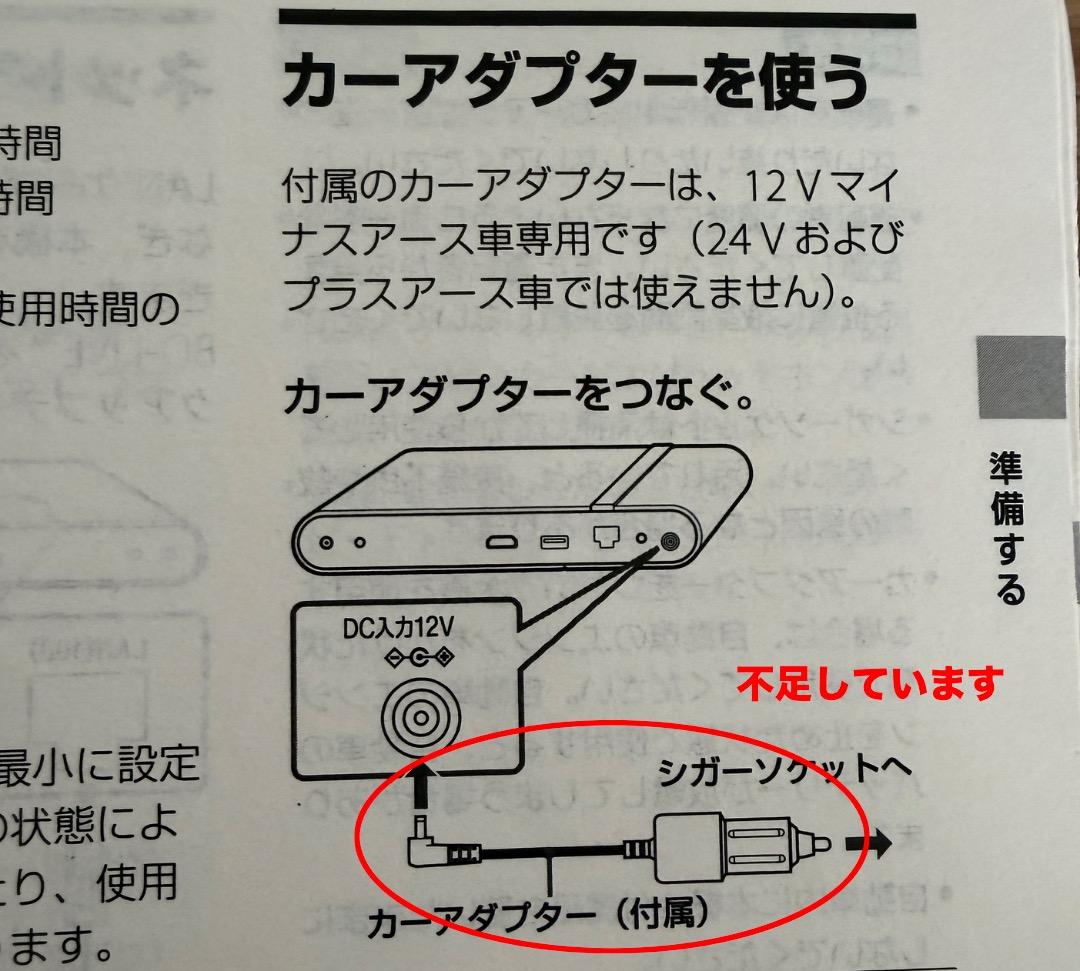 カーアダプターを使う
付属のカーアダプターは、12Vマイ
ナスアース車専用です（24Vおよび
プラスアース車では使えません）。
カーアダプターをつなぐ。
DC入力12V
不足しています
シガーソケットへ
カーアダプター（付属）
準備する
時間
時間
使用時間の
最小に設定
の状態によ
たり、使用
ります。